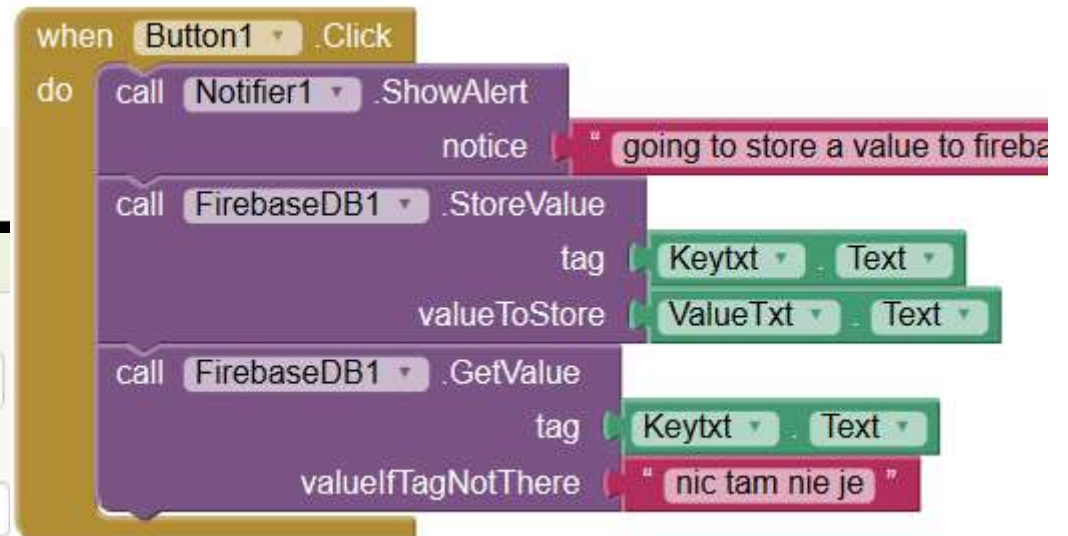 when Button1 .Click
do call Notifier1 .ShowAlert
notice " going to store a value to fireba
call FirebaseDB1 .StoreValue
tag Keytxt . Text
valueToStore ValueTxt . Text
call FirebaseDB1 .GetValue
tag Keytxt . Text
valueIfTagNotThere " nic tam nie je "